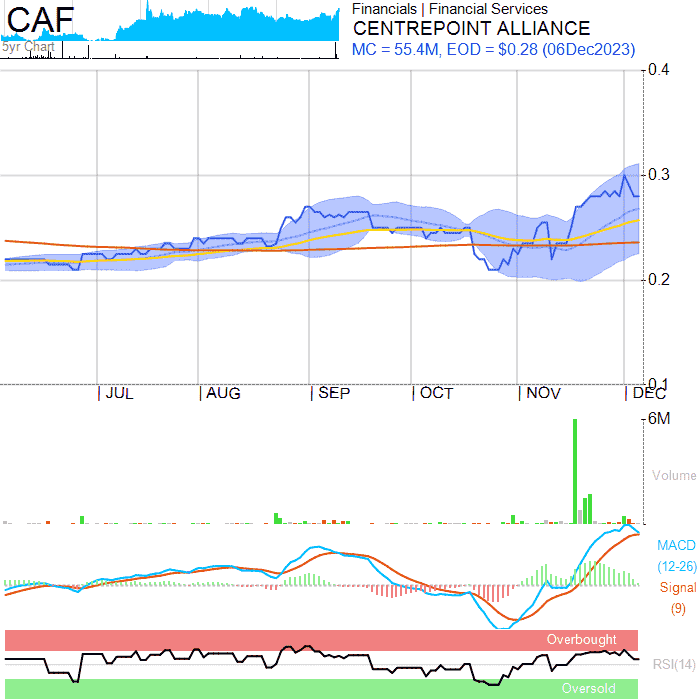 CAF
Financials | Financial Services
CENTREPOINT ALLIANCE
MC = 55.4M, EOD = $0.28 (06Dec2023)
5yr Chart
0.4
0.3
0.2
0.1
JUL
AUG
SEP
OCT
NOV
DEC
6M
Volume
MACD
(12-26)
Signal
(9)
Overbought
RSI(14)
Oversold